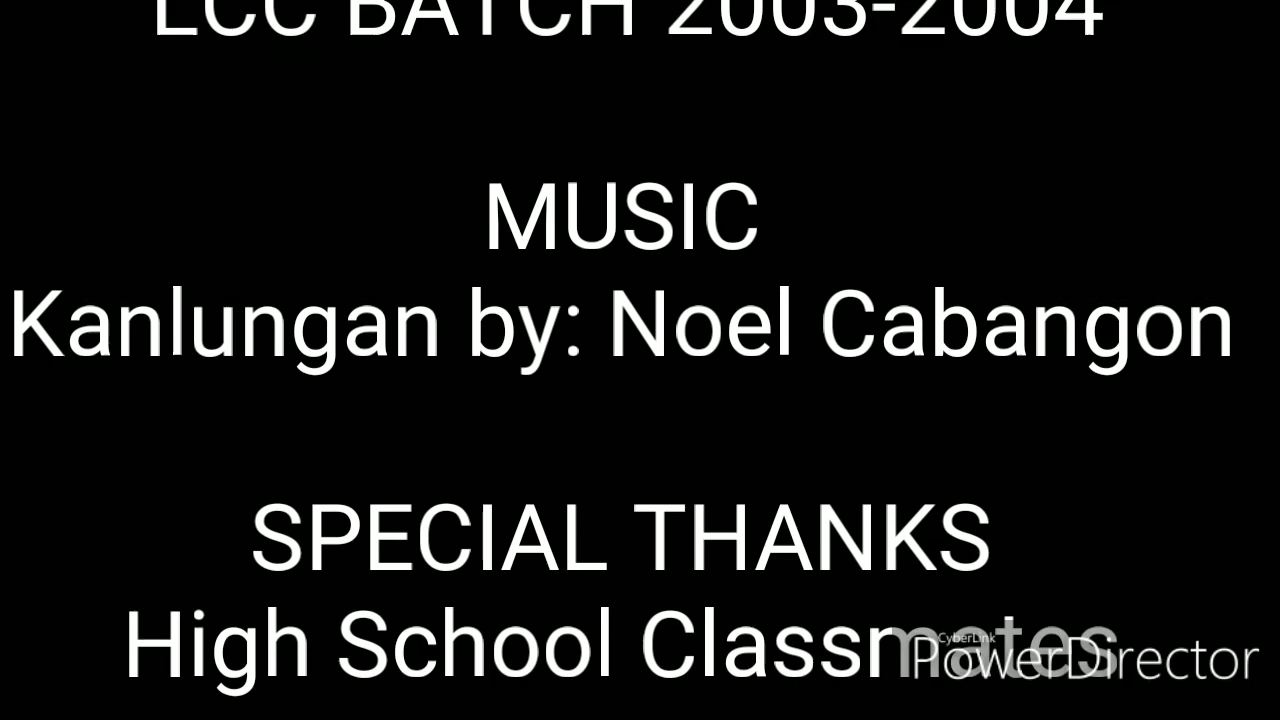 LCC BATCH 2003-2004
MUSIC
Kanlungan by: Noel Cabangon
SPECIAL THANKS
High School Classmates
CyberLink
PowerDirector